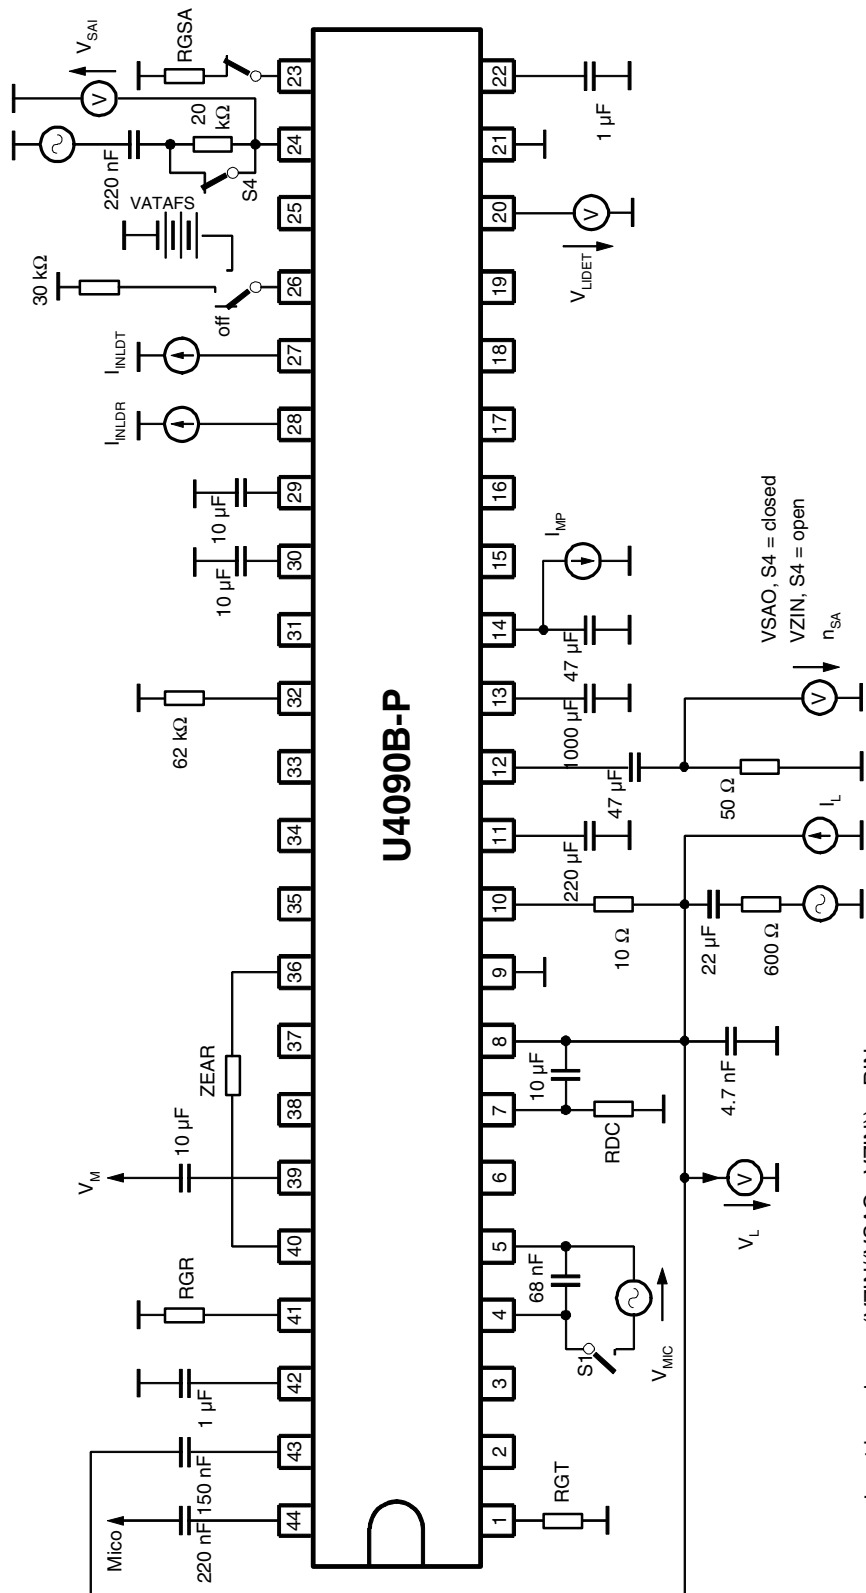 V_SAI
RGSA
20 kΩ
220 nF
S4
VATAFS
30 kΩ
off
I_INLDT
I_INLDR
10 µF
10 µF
62 kΩ
ZEAR
10 µF
V_M
RGR
1 µF
150 nF
220 nF
Mico
23
24
25
26
27
28
29
30
31
32
33
34
35
36
37
38
39
40
41
42
43
44
U4090B-P
22
21
20
19
18
17
16
15
14
13
12
11
10
9
8
7
6
5
4
3
2
1
1 µF
V
V
V_LIDET
I_MP
47 µF
1000 µF
47 µF
220 µF
10 Ω
50 Ω
VSAO, S4 = closed
VZIN, S4 = open
n_SA
V
I_L
22 µF
600 Ω
10 µF
RDC
4.7 nF
V
V_L
68 nF
S1
V_MIC
RGT